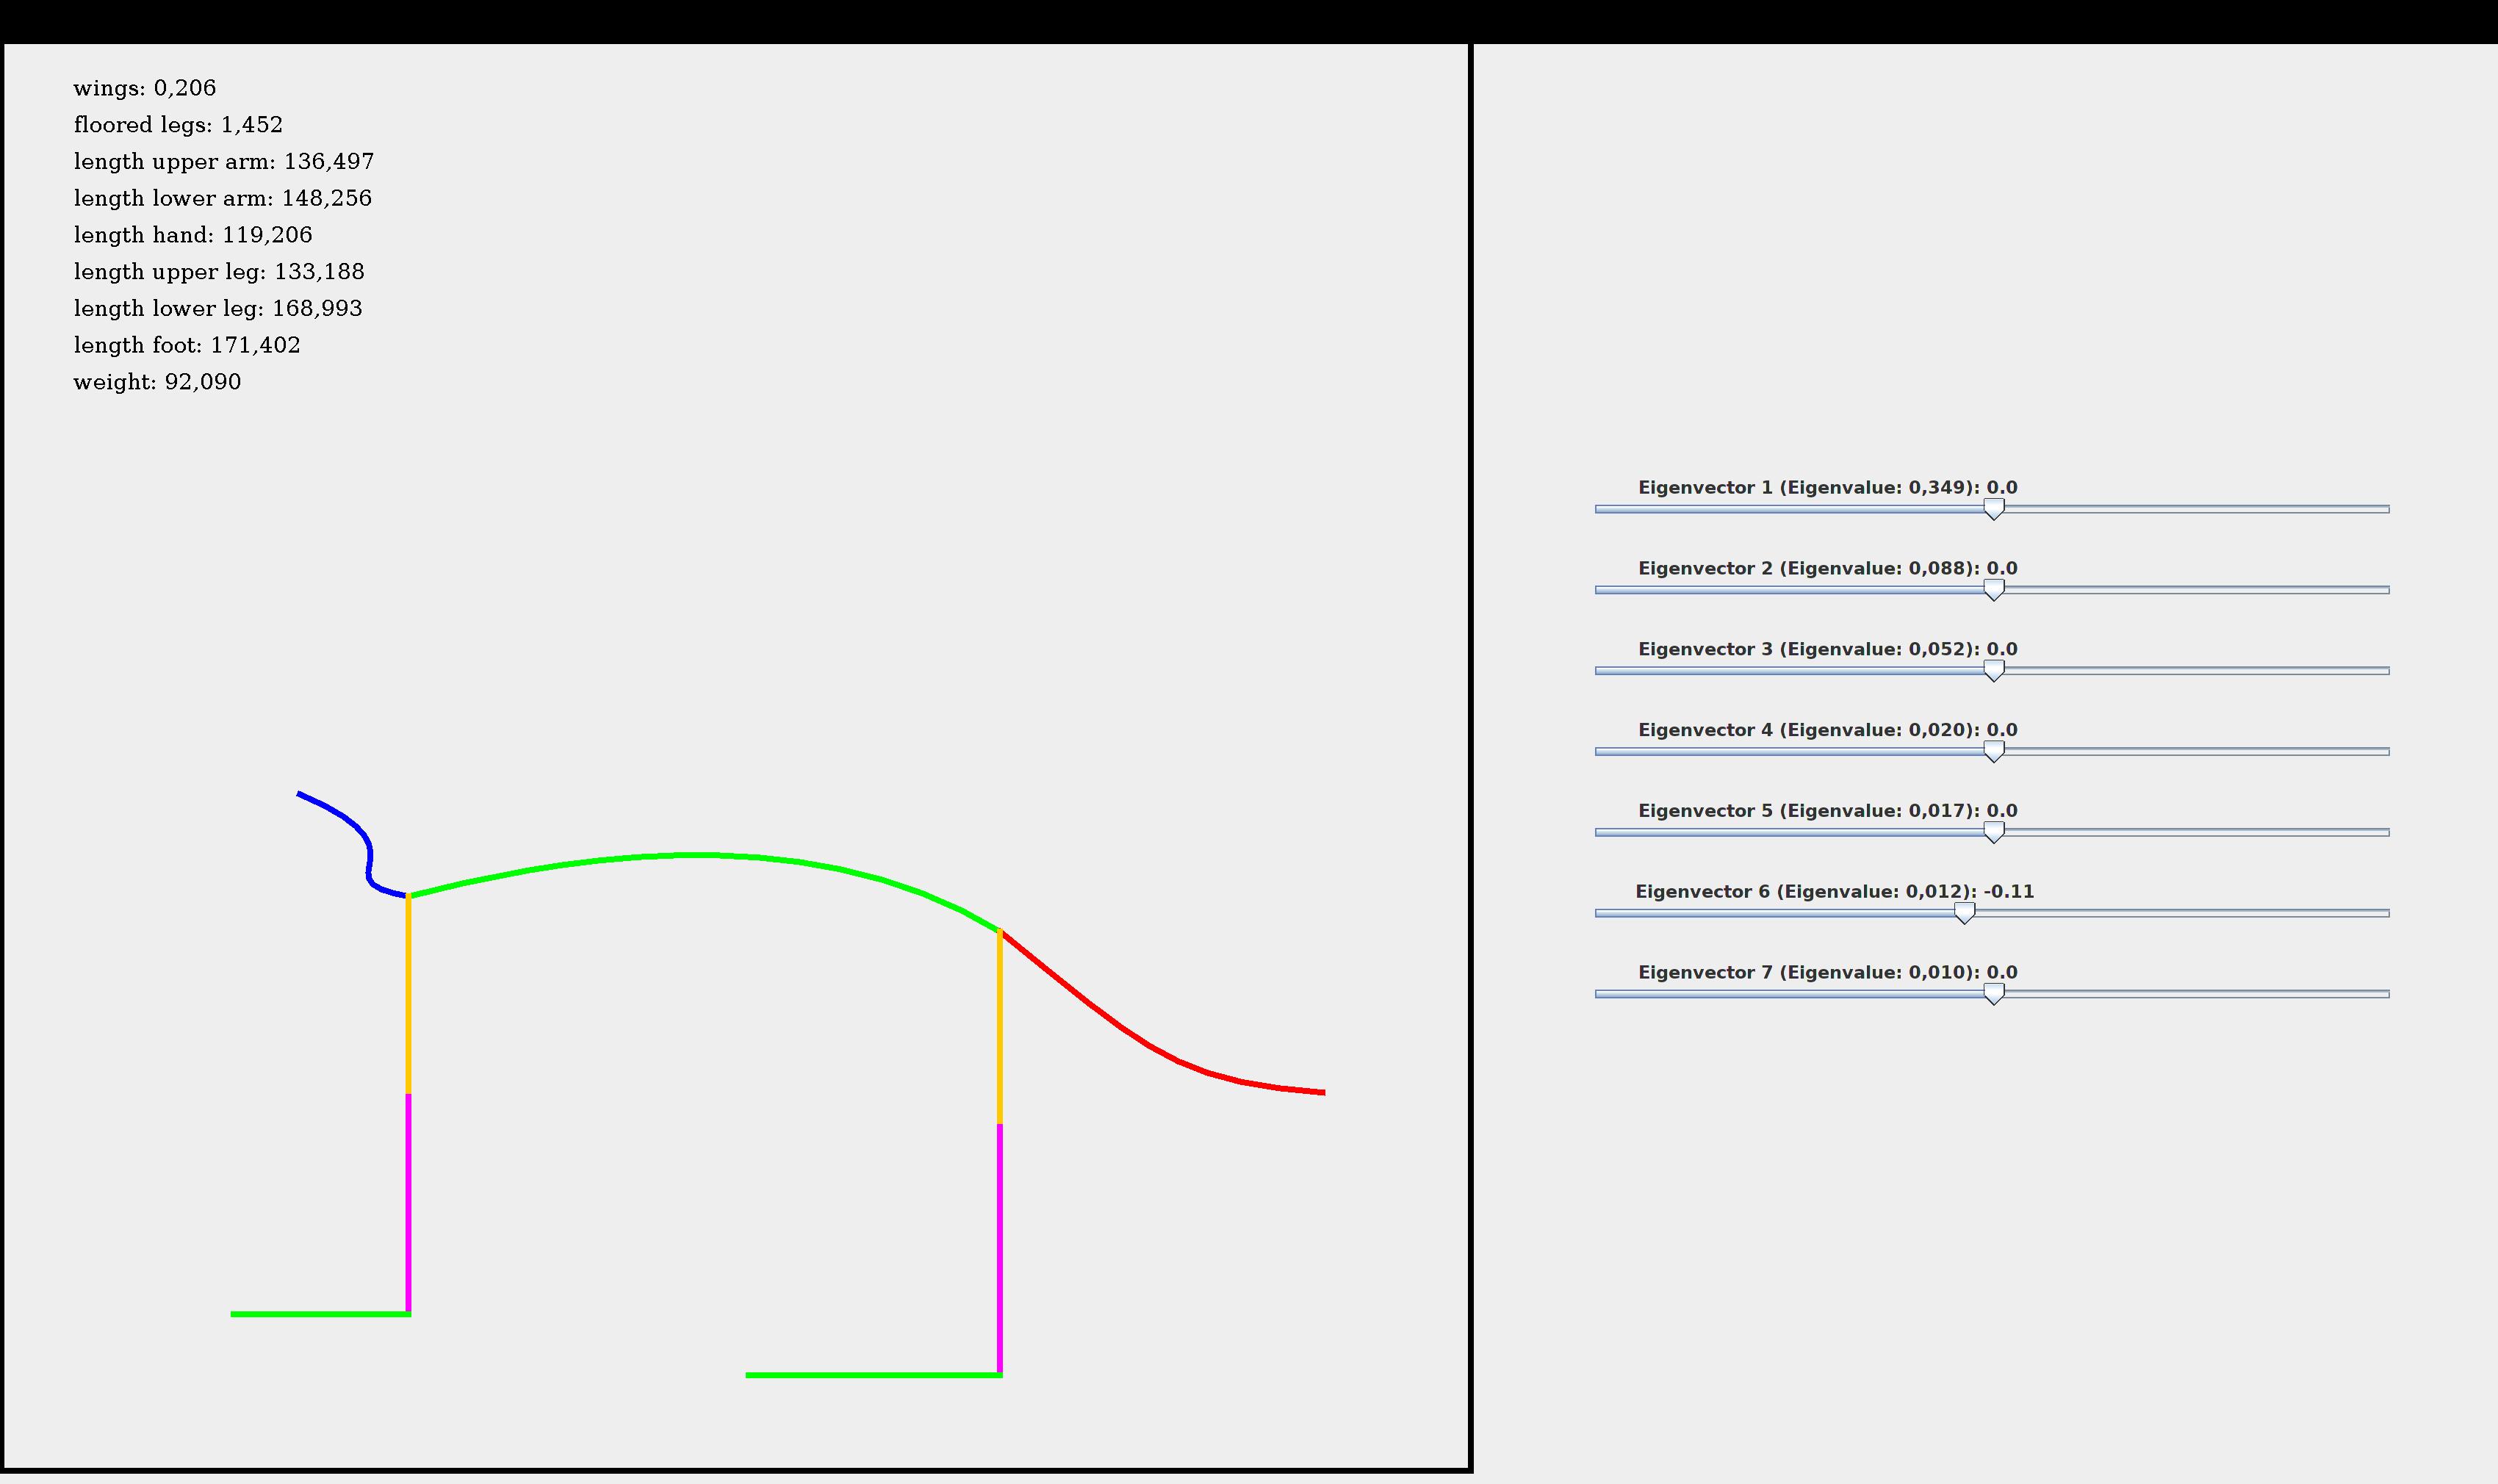 wings: 0,206
floored legs: 1,452
length upper arm: 136,497
length lower arm: 148,256
length hand: 119,206
length upper leg: 133,188
length lower leg: 168,993
length foot: 171,402
weight: 92,090
Eigenvector 1 (Eigenvalue: 0,349): 0.0
Eigenvector 2 (Eigenvalue: 0,088): 0.0
Eigenvector 3 (Eigenvalue: 0,052): 0.0
Eigenvector 4 (Eigenvalue: 0,020): 0.0
Eigenvector 5 (Eigenvalue: 0,017): 0.0
Eigenvector 6 (Eigenvalue: 0,012): -0.11
Eigenvector 7 (Eigenvalue: 0,010): 0.0